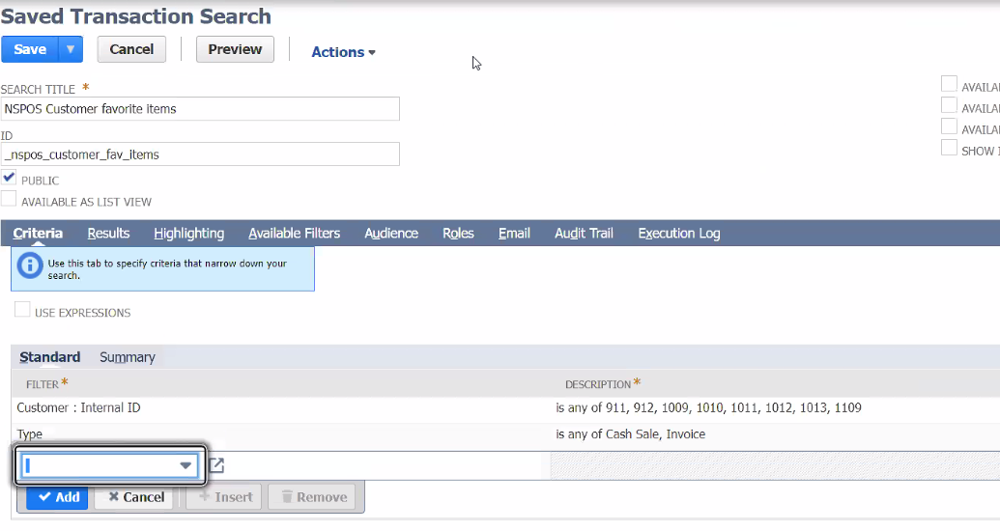 Saved Transaction Search
Save Cancel Preview Actions
SEARCH TITLE *
NSPOS Customer favorite items
ID
_nspos_customer_fav_items
PUBLIC
AVAILABLE AS LIST VIEW
AVAILA
AVAILA
AVAILA
SHOW I
Criteria Results Highlighting Available Filters Audience Roles Email Audit Trail Execution Log
Use this tab to specify criteria that narrow down your
search.
USE EXPRESSIONS
Standard Summary
FILTER * DESCRIPTION *
Customer : Internal ID is any of 911, 912, 1009, 1010, 1011, 1012, 1013, 1109
Type is any of Cash Sale, Invoice
Add Cancel Insert Remove